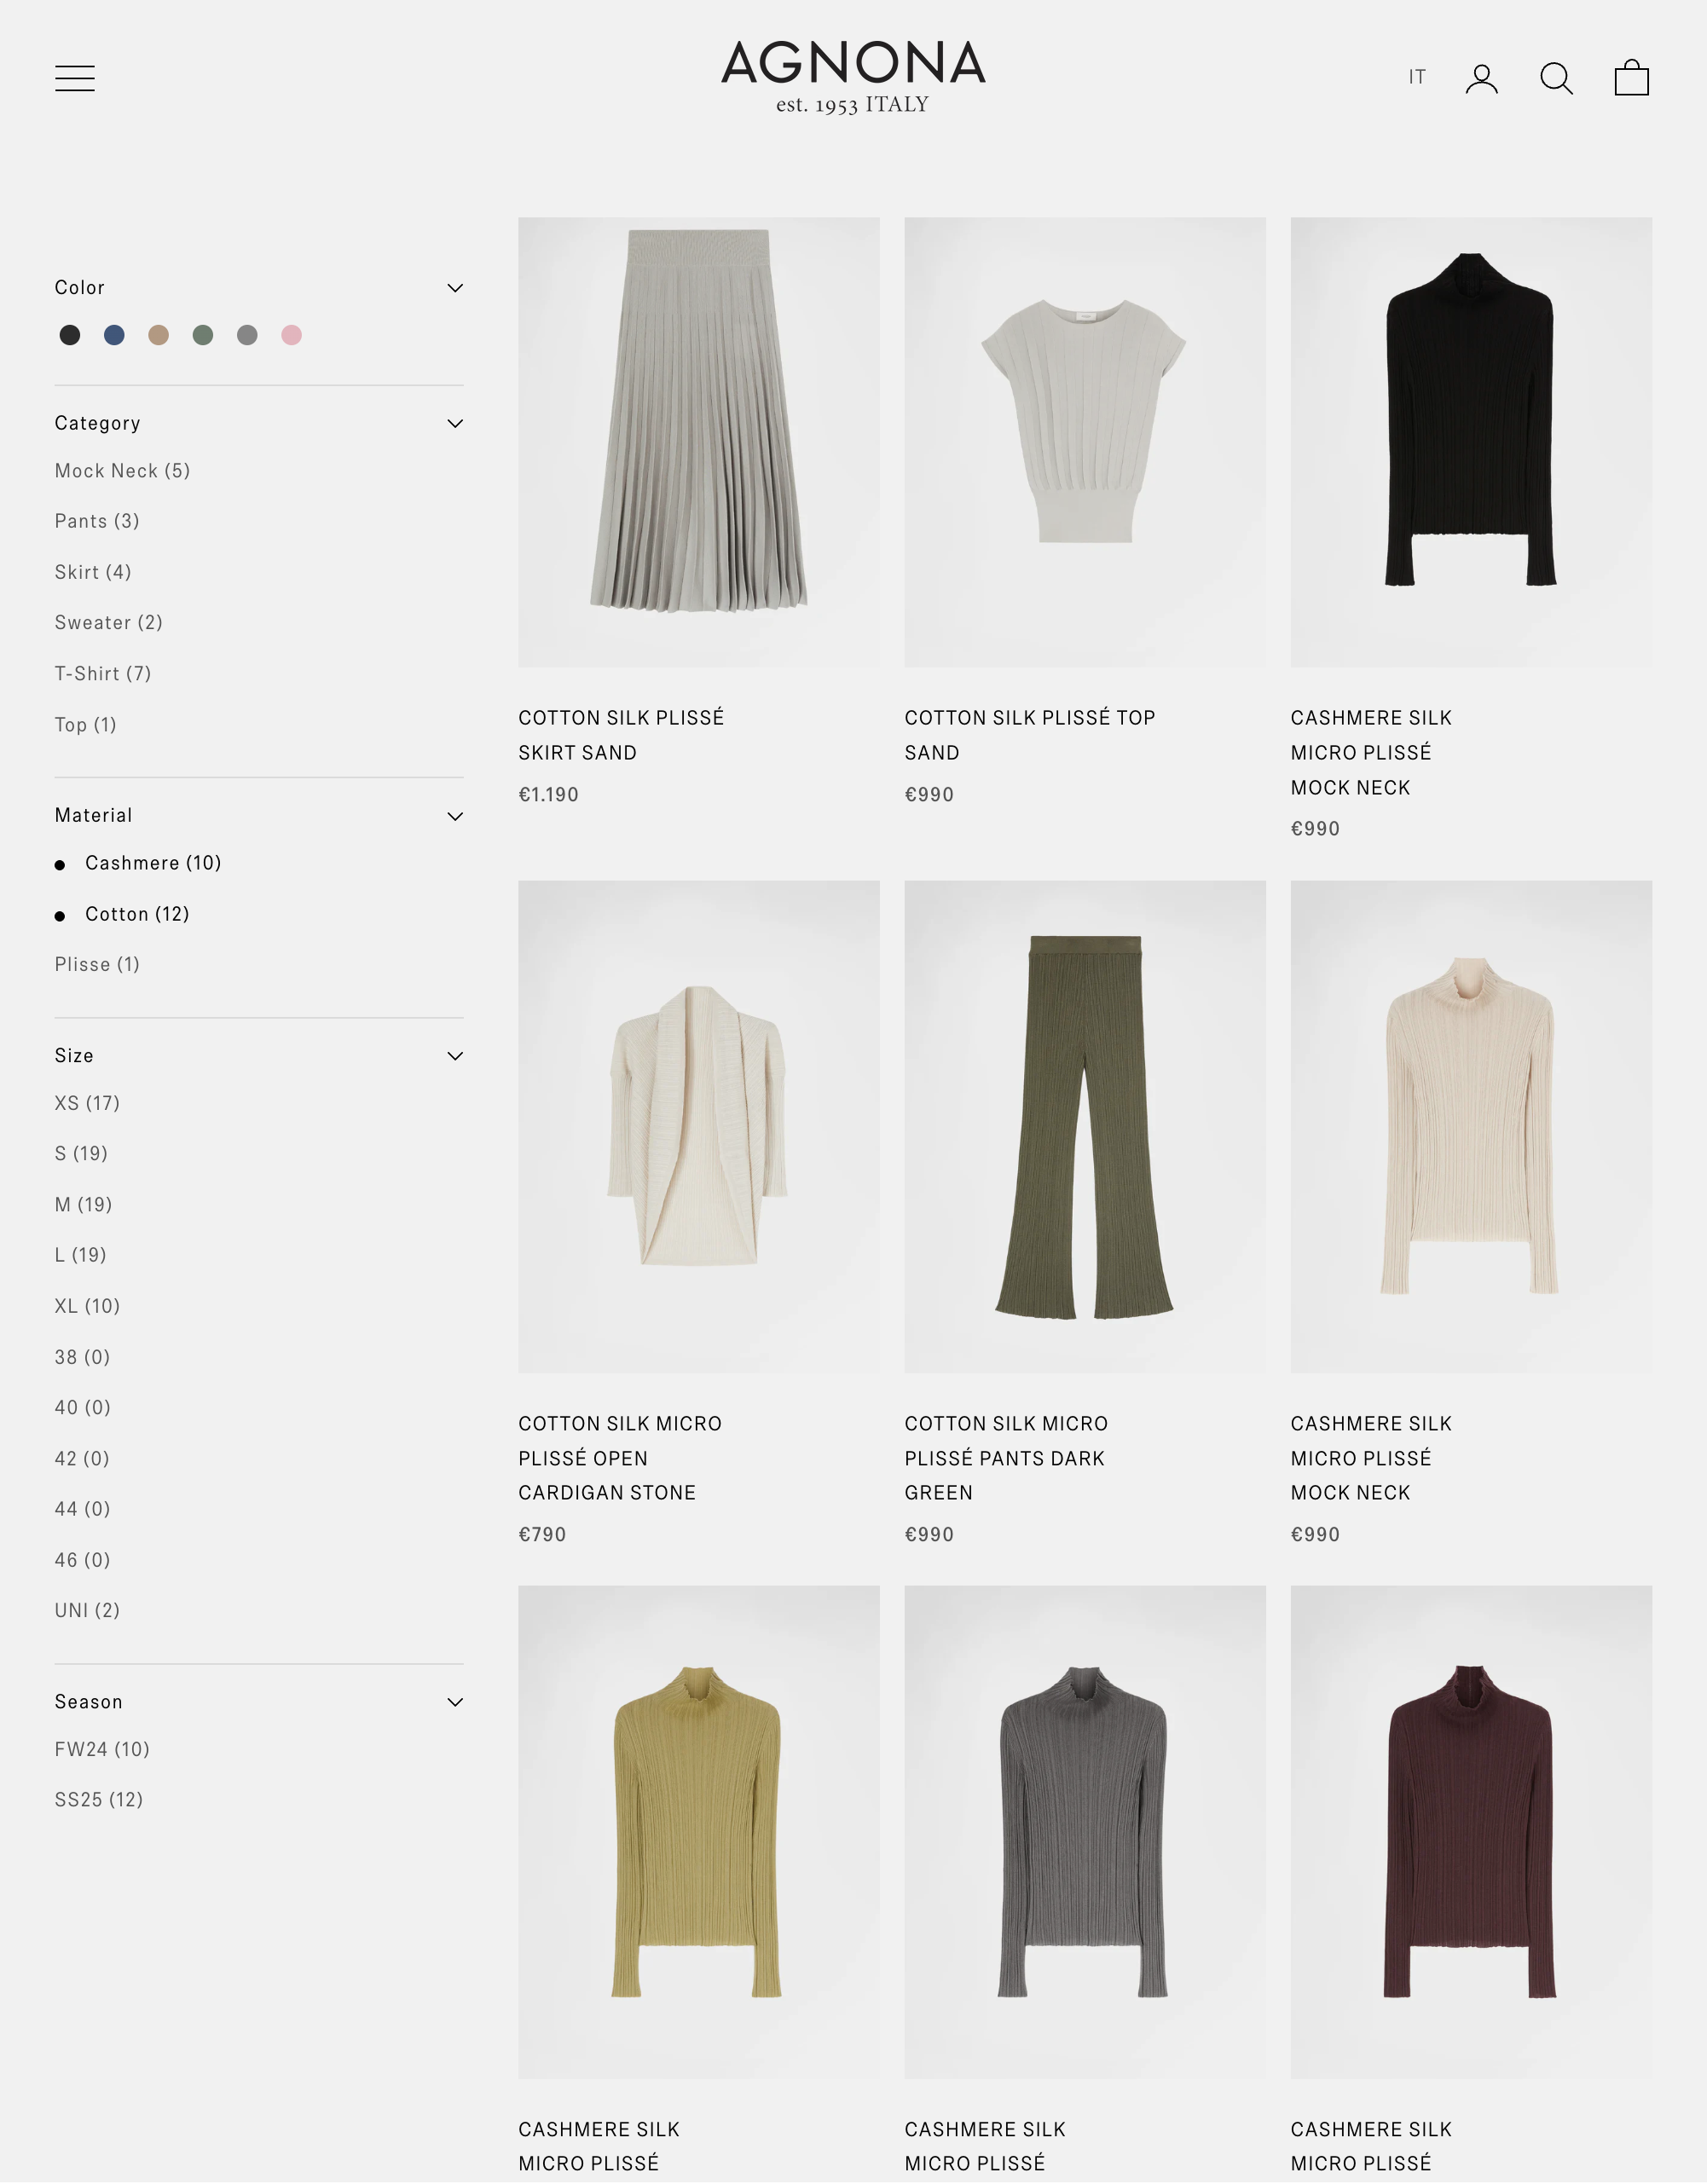 AGNONA
est. 1953 ITALY
IT
Color
Category
Mock Neck (5)
Pants (3)
Skirt (4)
Sweater (2)
T-Shirt (7)
Top (1)
Material
Cashmere (10)
Cotton (12)
Plisse (1)
Size
XS (17)
S (19)
M (19)
L (19)
XL (10)
38 (0)
40 (0)
42 (0)
44 (0)
46 (0)
UNI (2)
Season
FW24 (10)
SS25 (12)
COTTON SILK PLISSÉ
SKIRT SAND
€1.190
COTTON SILK PLISSÉ TOP
SAND
€990
CASHMERE SILK
MICRO PLISSÉ
MOCK NECK
€990
COTTON SILK MICRO
PLISSÉ OPEN
CARDIGAN STONE
€790
COTTON SILK MICRO
PLISSÉ PANTS DARK
GREEN
€990
CASHMERE SILK
MICRO PLISSÉ
MOCK NECK
€990
CASHMERE SILK
MICRO PLISSÉ
CASHMERE SILK
MICRO PLISSÉ
CASHMERE SILK
MICRO PLISSÉ